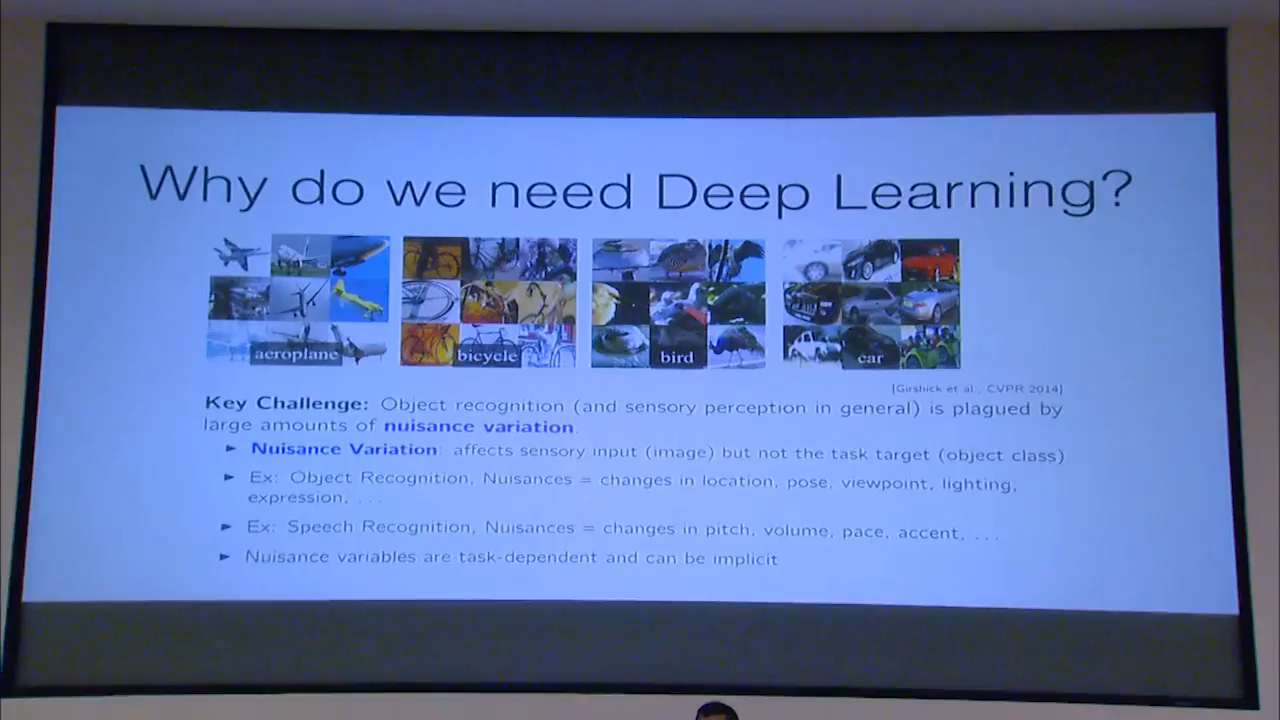 Why do we need Deep Learning?
aeroplane
bicycle
bird
car
[Girshick et al., CVPR 2014]
Key Challenge: Object recognition (and sensory perception in general) is plagued by
large amounts of nuisance variation.
► Nuisance Variation: affects sensory input (image) but not the task target (object class)
► Ex: Object Recognition, Nuisances = changes in location, pose, viewpoint, lighting,
expression, ...
► Ex: Speech Recognition, Nuisances = changes in pitch, volume, pace, accent, ...
► Nuisance variables are task-dependent and can be implicit